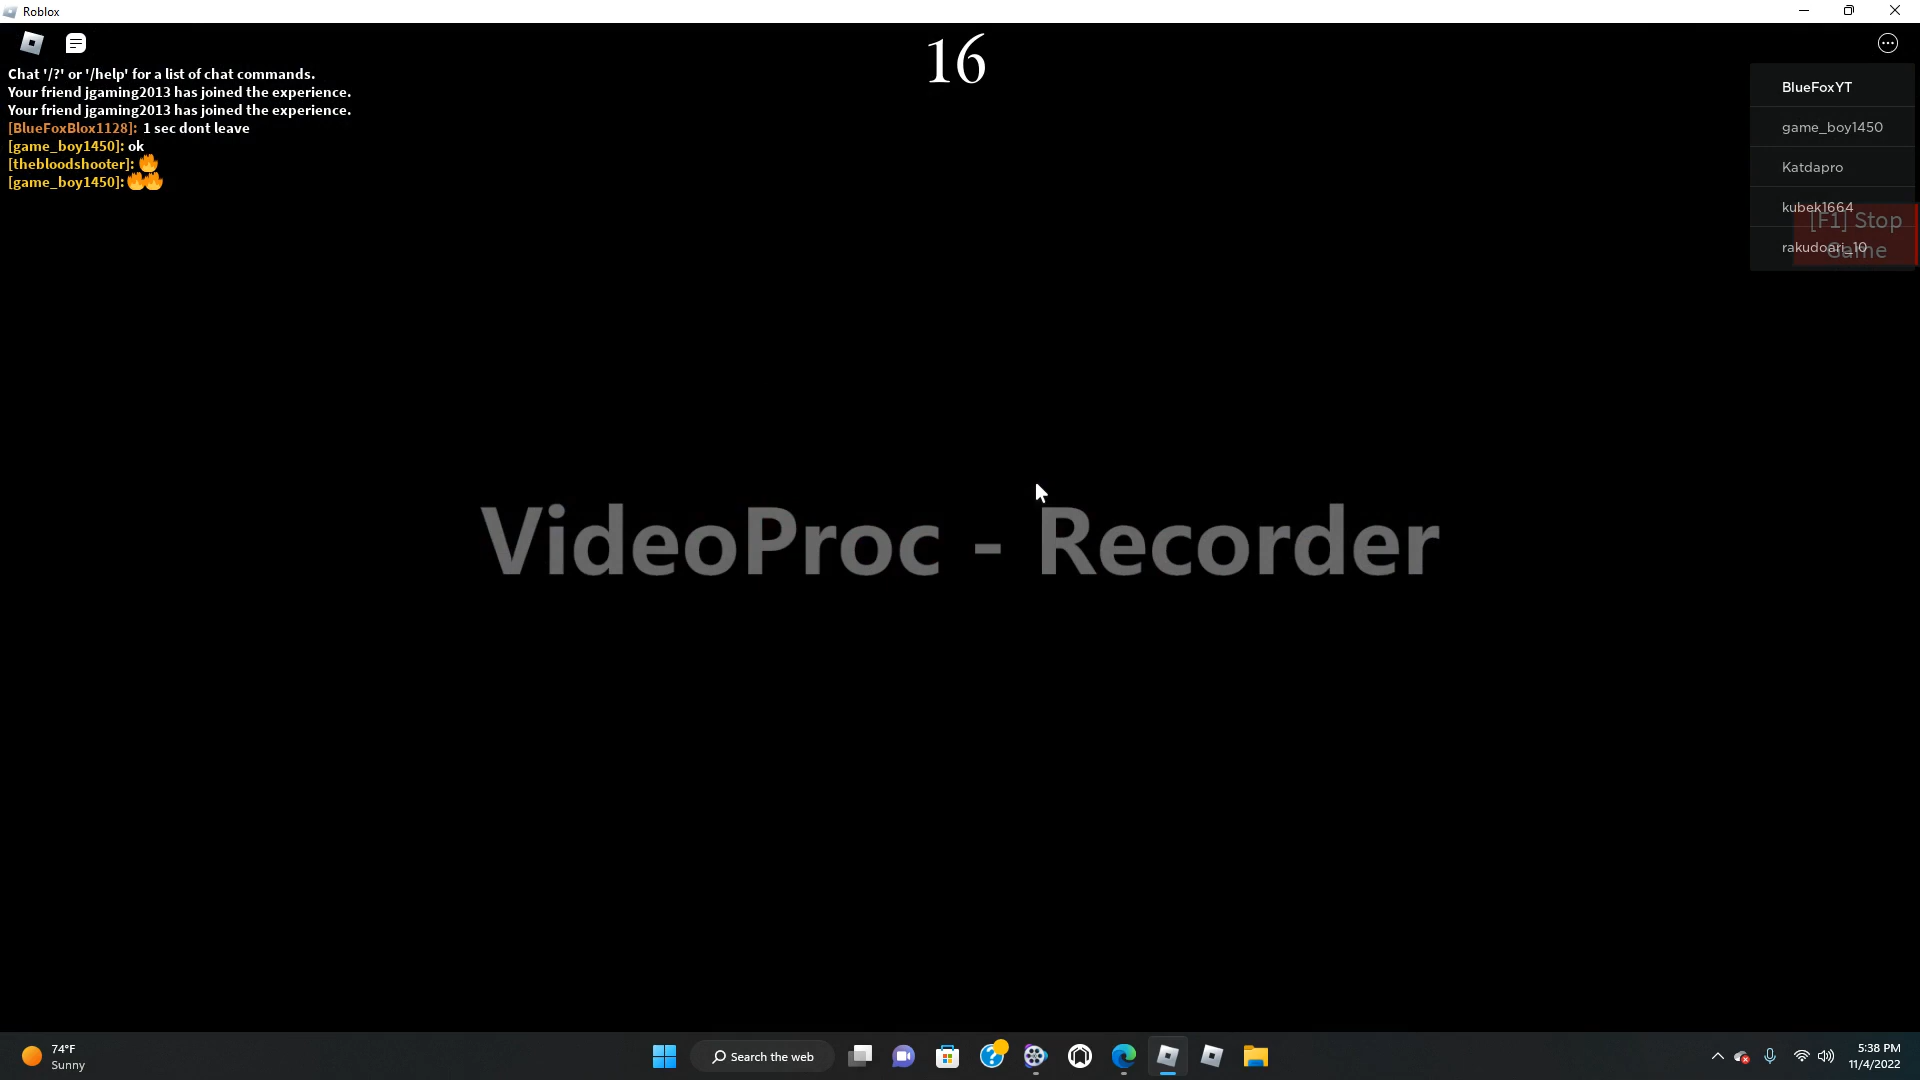 Roblox
16
Chat '/?' or '/help' for a list of chat commands.
Your friend jgaming2013 has joined the experience.
Your friend jgaming2013 has joined the experience.
[BlueFoxBlox1128]: 1 sec dont leave
[game_boy1450]: ok
[thebloodshooter]: 🔥
[game_boy1450]: 🔥🔥
BlueFoxYT
game_boy1450
Katdapro
kubek1664
[F1] Stop
Game
rakudoari_10
VideoProc - Recorder
74°F
Sunny
Search the web
5:38 PM
11/4/2022